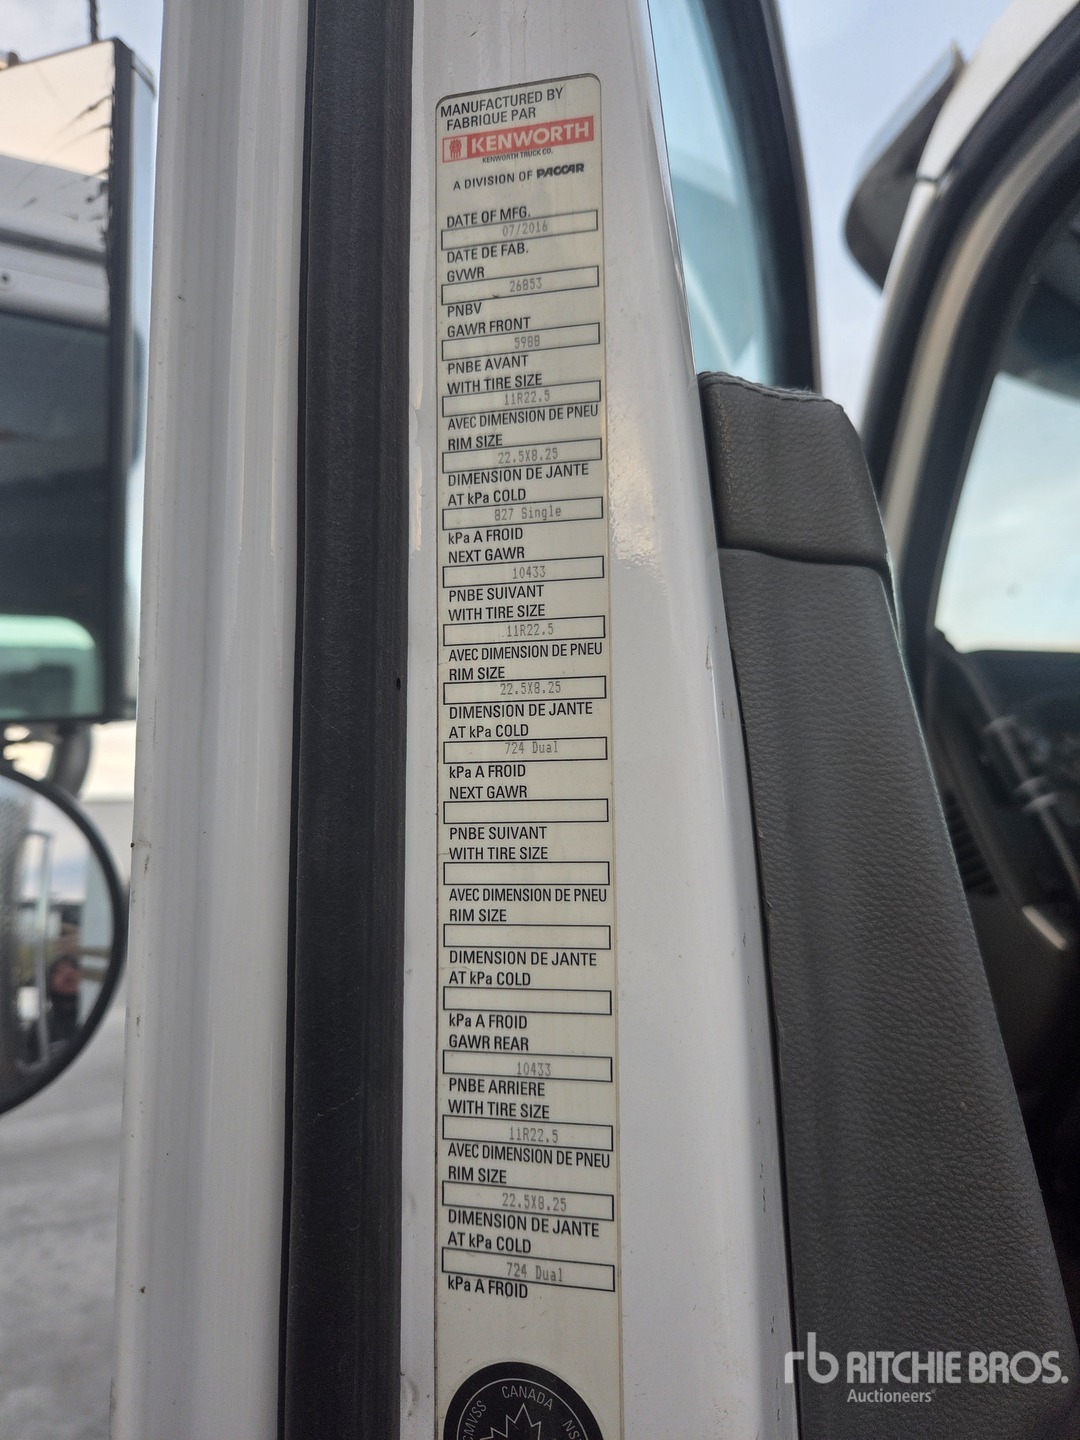 MANUFACTURED BY
FABRIQUE PAR
KENWORTH
KENWORTH TRUCK CO.
A DIVISION OF PACCAR
DATE OF MFG.
07/2016
DATE DE FAB.
GVWR
26853
PNBV
GAWR FRONT
5988
PNBE AVANT
WITH TIRE SIZE
11R22.5
AVEC DIMENSION DE PNEU
RIM SIZE
22.5X8.25
DIMENSION DE JANTE
AT kPa COLD
827 Single
kPa A FROID
NEXT GAWR
10433
PNBE SUIVANT
WITH TIRE SIZE
11R22.5
AVEC DIMENSION DE PNEU
RIM SIZE
22.5X8.25
DIMENSION DE JANTE
AT kPa COLD
724 Dual
kPa A FROID
NEXT GAWR
PNBE SUIVANT
WITH TIRE SIZE
AVEC DIMENSION DE PNEU
RIM SIZE
DIMENSION DE JANTE
AT kPa COLD
kPa A FROID
GAWR REAR
10433
PNBE ARRIERE
WITH TIRE SIZE
11R22.5
AVEC DIMENSION DE PNEU
RIM SIZE
22.5X8.25
DIMENSION DE JANTE
AT kPa COLD
724 Dual
kPa A FROID
CMVSS CANADA
rb RITCHIE BROS.
Auctioneers